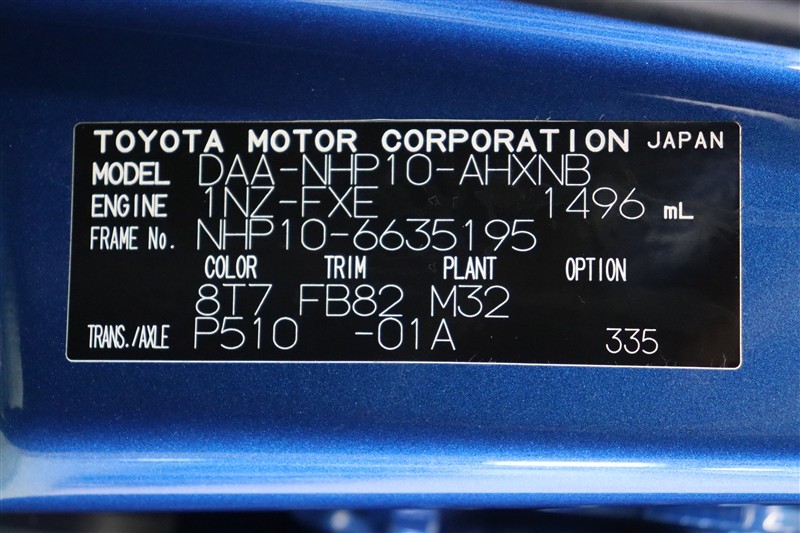 TOYOTA MOTOR CORPORATION JAPAN
MODEL DAA-NHP10-AHXNB
ENGINE 1NZ-FXE 1496 mL
FRAME No. NHP10-6635195
COLOR TRIM PLANT OPTION
8T7 FB82 M32
TRANS./AXLE P510 -01A 335